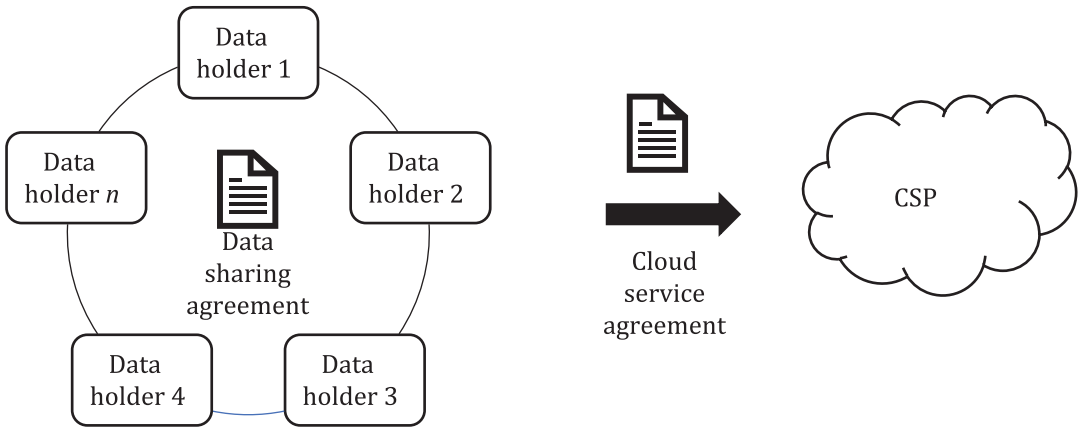 Data
holder 1
Data
holder n
Data
holder 2
Data
sharing
agreement
Data
holder 4
Data
holder 3
Cloud
service
agreement
CSP